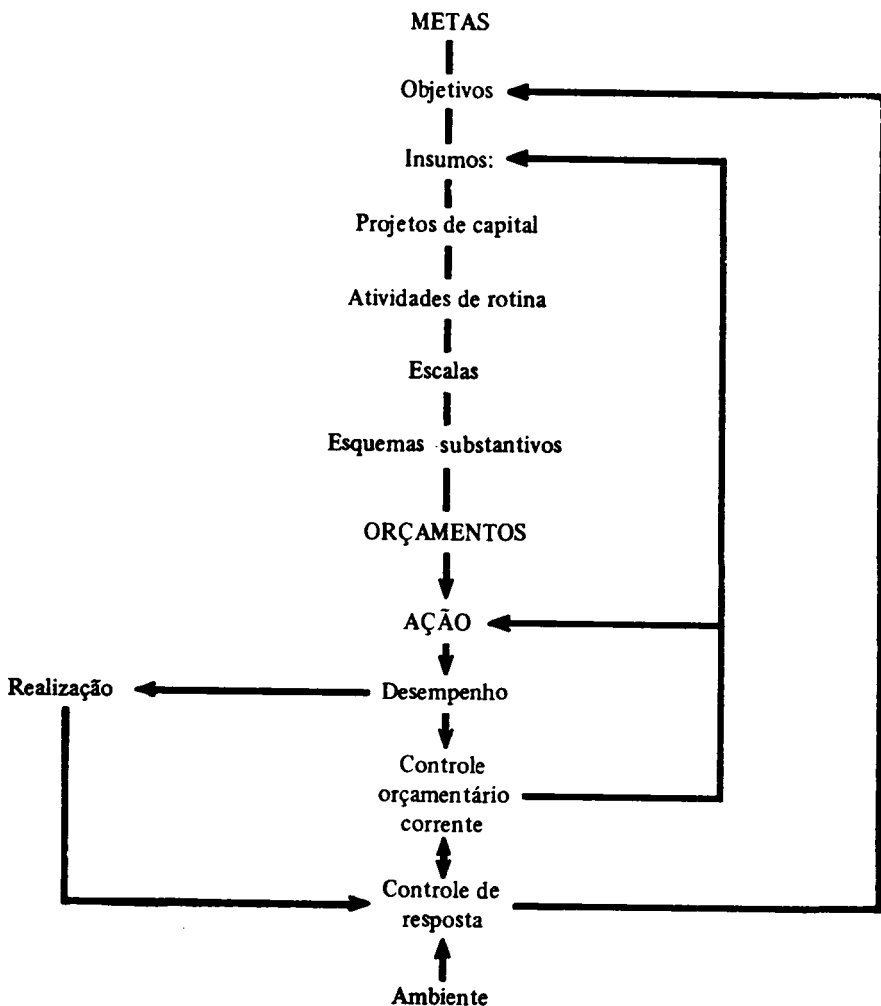 METAS
Objetivos
Insumos:
Projetos de capital
Atividades de rotina
Escalas
Esquemas substantivos
ORÇAMENTOS
AÇÃO
Realização
Desempenho
Controle
orçamentário
corrente
Controle de
resposta
Ambiente